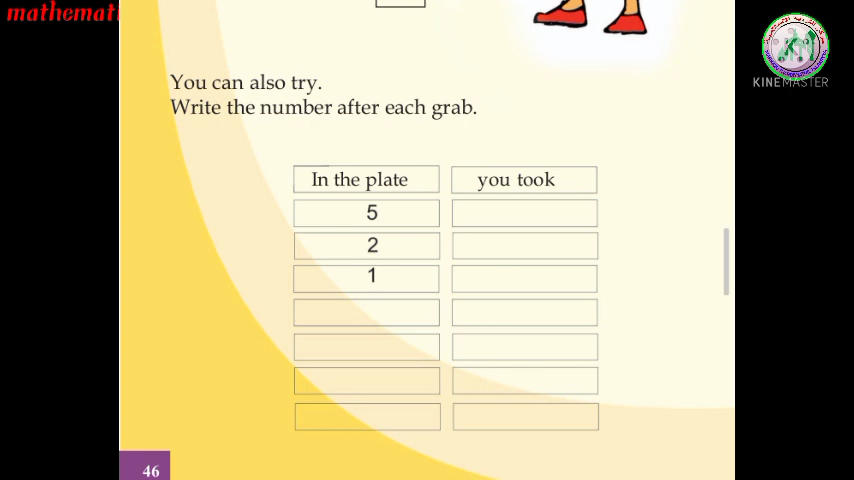 mathemati
KINEMASTER
You can also try.
Write the number after each grab.
In the plate you took
5
2
1
46